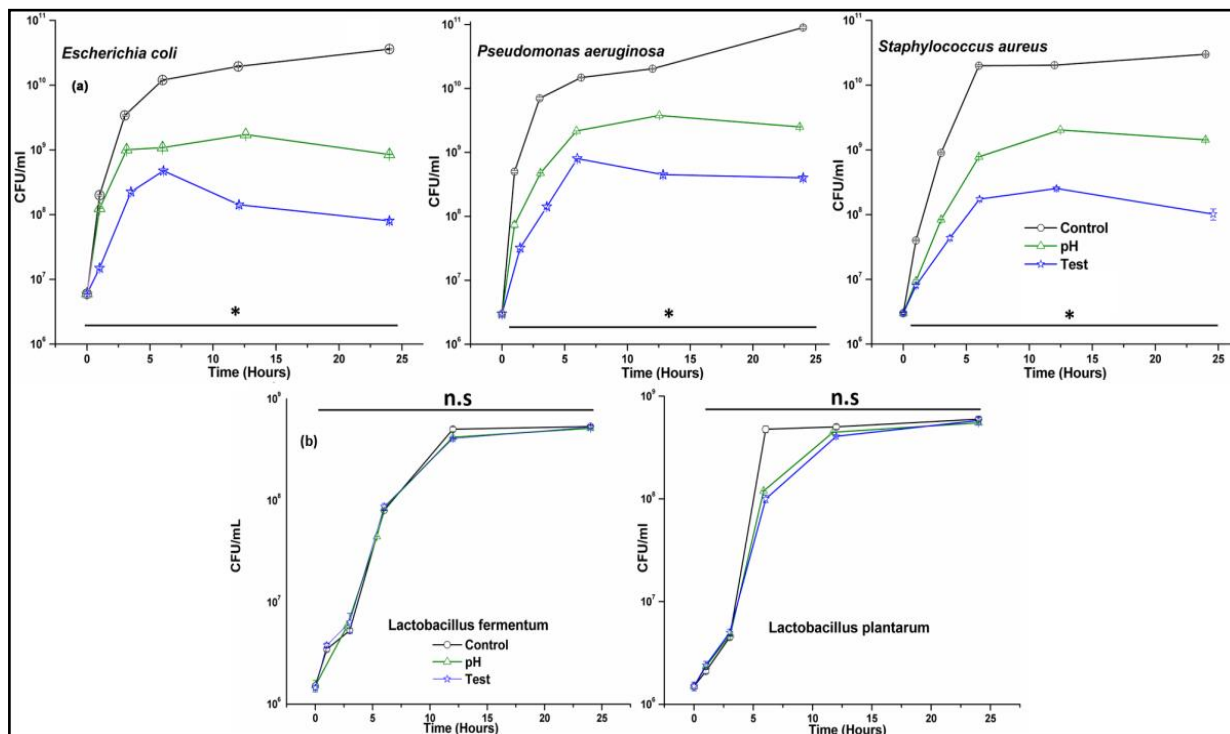 Escherichia coli
(a)
10¹¹
10¹⁰
10⁹
10⁸
10⁷
10⁶
CFU/ml
*
0 5 10 15 20 25
Time (Hours)
Pseudomonas aeruginosa
10¹¹
10¹⁰
10⁹
10⁸
10⁷
10⁶
CFU/ml
*
0 5 10 15 20 25
Time (Hours)
Staphylococcus aureus
10¹¹
10¹⁰
10⁹
10⁸
10⁷
10⁶
CFU/ml
Control
pH
Test
*
0 5 10 15 20 25
Time (Hours)
n.s
(b)
10⁹
10⁸
10⁷
10⁶
CFU/mL
Lactobacillus fermentum
Control
pH
Test
0 5 10 15 20 25
Time (Hours)
n.s
10⁹
10⁸
10⁷
10⁶
CFU/ml
Lactobacillus plantarum
0 5 10 15 20 25
Time (Hours)